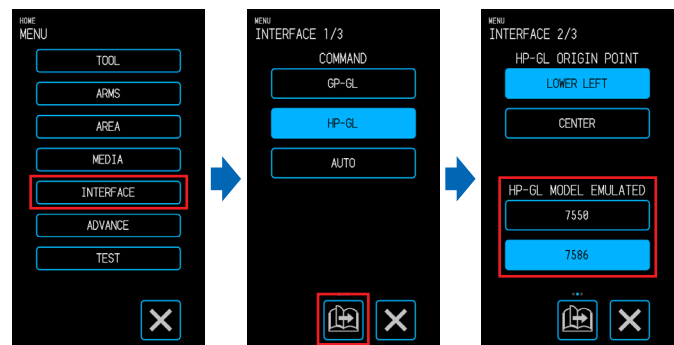 HOME
MENU
TOOL
ARMS
AREA
MEDIA
INTERFACE
ADVANCE
TEST
MENU
INTERFACE 1/3
COMMAND
GP-GL
HP-GL
AUTO
MENU
INTERFACE 2/3
HP-GL ORIGIN POINT
LOWER LEFT
CENTER
HP-GL MODEL EMULATED
7550
7586